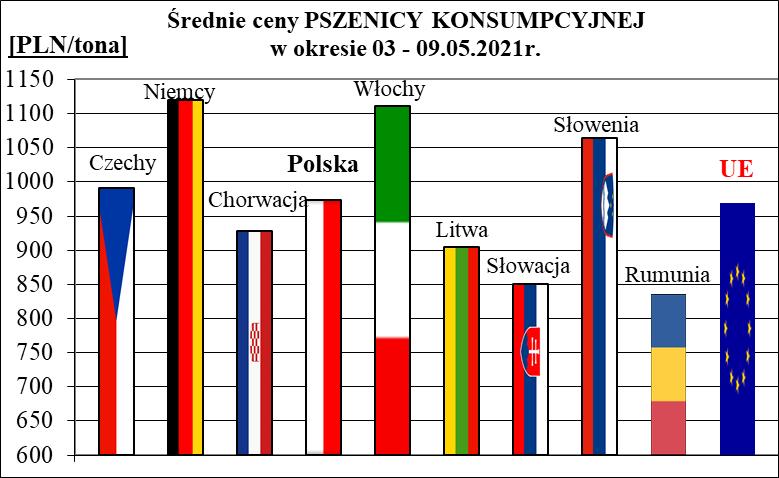 Średnie ceny PSZENICY KONSUMPCYJNEJ
w okresie 03 - 09.05.2021r.
[PLN/tona]
1150
1100
1050
1000
950
900
850
800
750
700
650
600
Czechy
Niemcy
Chorwacja
Polska
Włochy
Litwa
Słowacja
Słowenia
Rumunia
UE